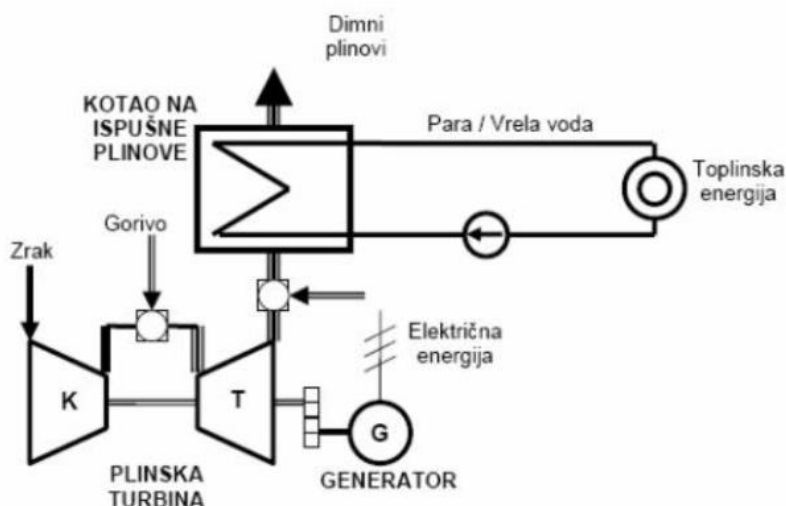 Dimni
plinovi
KOTAO NA
ISPUŠNE
PLINOVE
Para / Vrela voda
Toplinska
energija
Gorivo
Zrak
Električna
energija
K
T
G
PLINSKA
TURBINA
GENERATOR